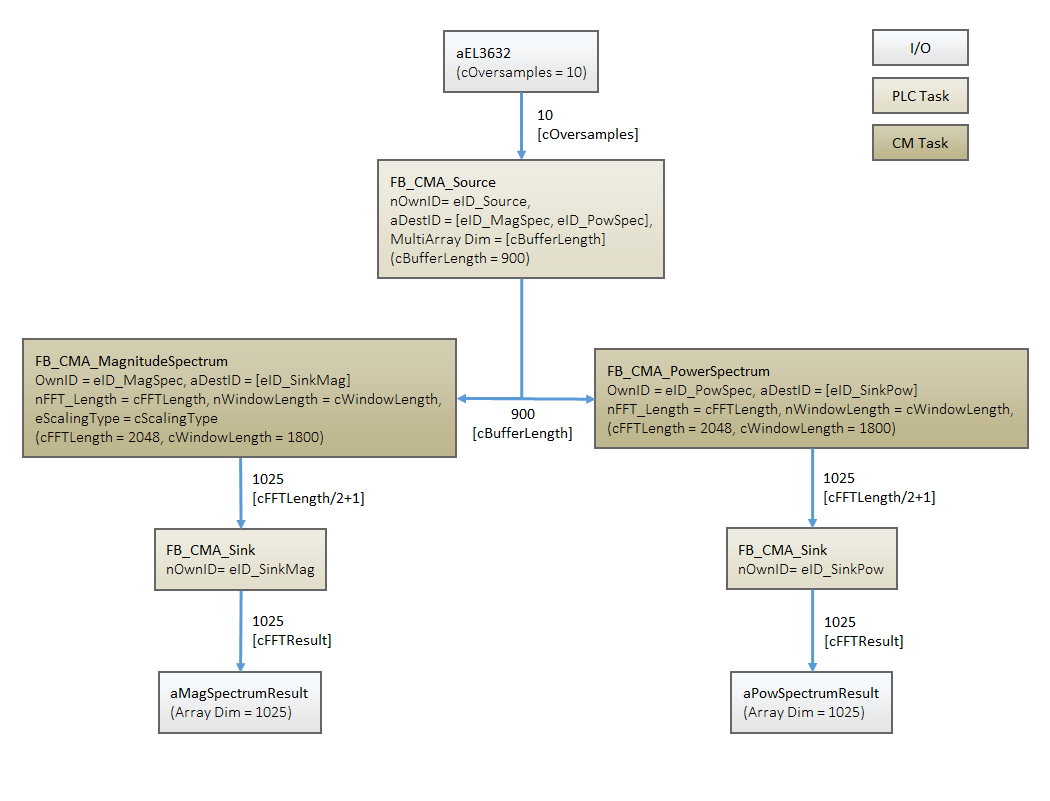 aEL3632
(cOversamples = 10)
I/O
PLC Task
CM Task
10
[cOversamples]
FB_CMA_Source
nOwnID= eID_Source,
aDestID = [eID_MagSpec, eID_PowSpec],
MultiArray Dim = [cBufferLength]
(cBufferLength = 900)
FB_CMA_MagnitudeSpectrum
OwnID = eID_MagSpec, aDestID = [eID_SinkMag]
nFFT_Length = cFFTLength, nWindowLength = cWindowLength,
eScalingType = cScalingType
(cFFTLength = 2048, cWindowLength = 1800)
900
[cBufferLength]
FB_CMA_PowerSpectrum
OwnID = eID_PowSpec, aDestID = [eID_SinkPow]
nFFT_Length = cFFTLength, nWindowLength = cWindowLength,
(cFFTLength = 2048, cWindowLength = 1800)
1025
[cFFTLength/2+1]
1025
[cFFTLength/2+1]
FB_CMA_Sink
nOwnID= eID_SinkMag
FB_CMA_Sink
nOwnID= eID_SinkPow
1025
[cFFTResult]
1025
[cFFTResult]
aMagSpectrumResult
(Array Dim = 1025)
aPowSpectrumResult
(Array Dim = 1025)